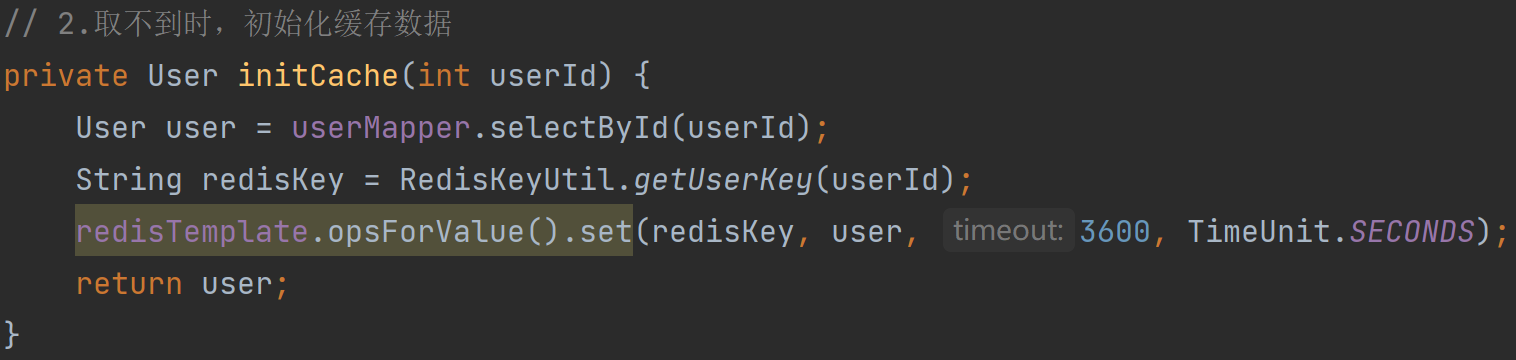 // 2.取不到时，初始化缓存数据
private User initCache(int userId) {
    User user = userMapper.selectById(userId);
    String redisKey = RedisKeyUtil.getUserKey(userId);
    redisTemplate.opsForValue().set(redisKey, user, timeout: 3600, TimeUnit.SECONDS);
    return user;
}